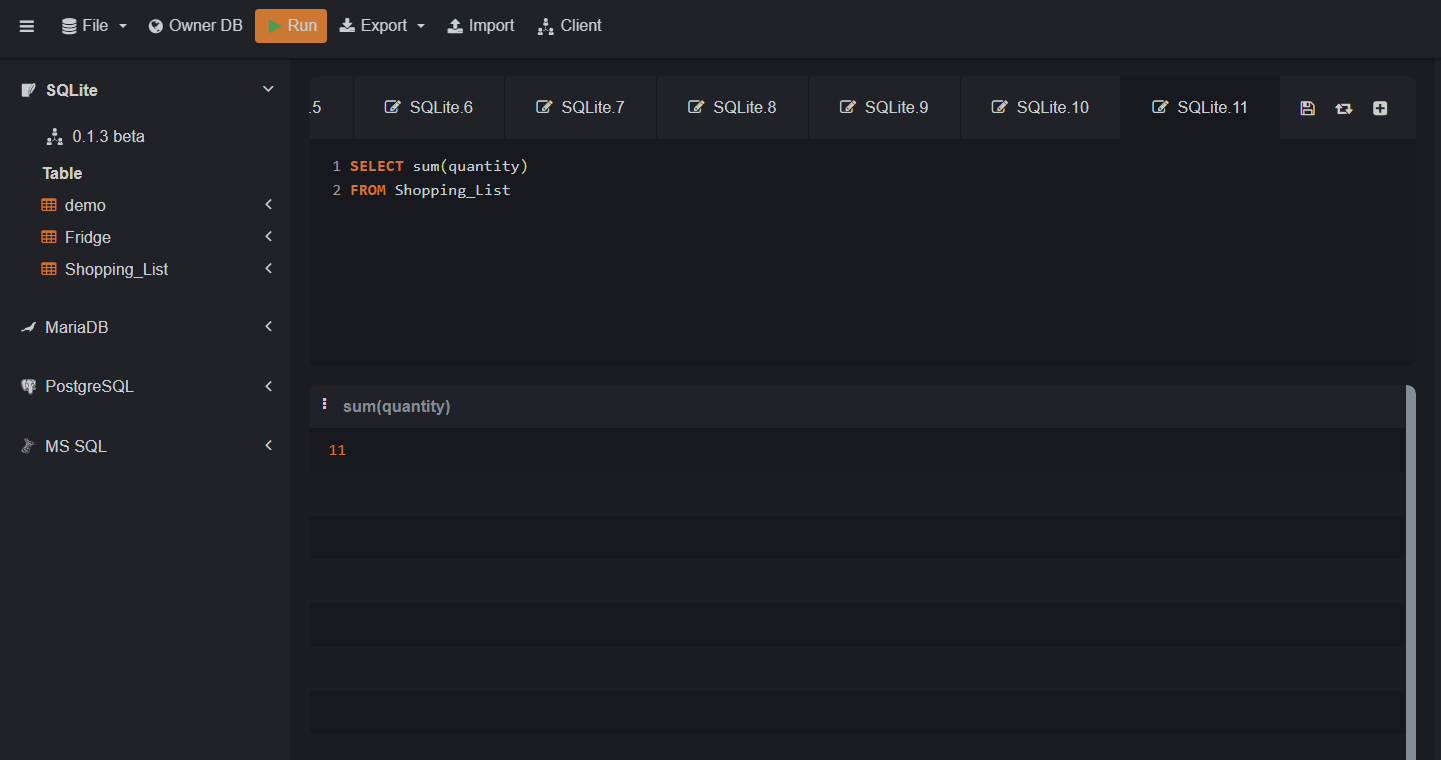 File Owner DB Run Export Import Client
SQLite
0.1.3 beta
Table
demo
Fridge
Shopping_List
MariaDB
PostgreSQL
MS SQL
.5 SQLite.6 SQLite.7 SQLite.8 SQLite.9 SQLite.10 SQLite.11
1 SELECT sum(quantity)
2 FROM Shopping_List
sum(quantity)
11